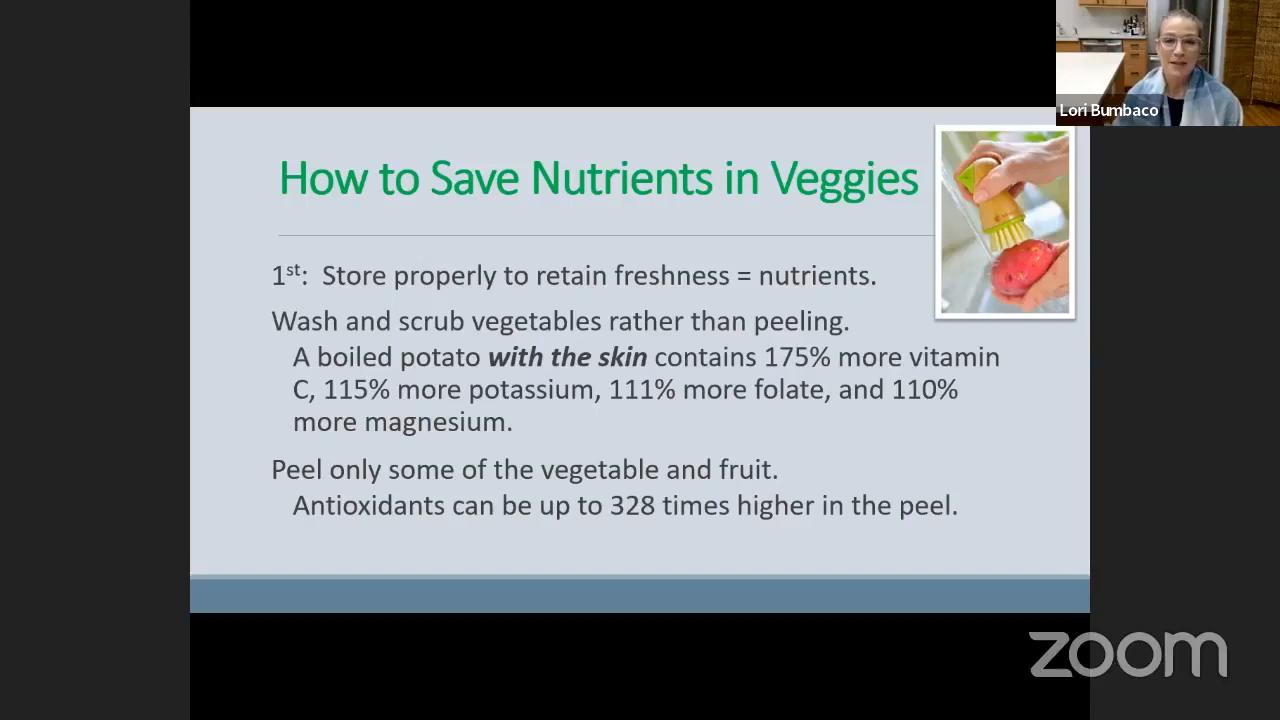 Lori Bumbaco
How to Save Nutrients in Veggies
1st: Store properly to retain freshness = nutrients.
Wash and scrub vegetables rather than peeling.
A boiled potato with the skin contains 175% more vitamin
C, 115% more potassium, 111% more folate, and 110%
more magnesium.
Peel only some of the vegetable and fruit.
Antioxidants can be up to 328 times higher in the peel.
zoom